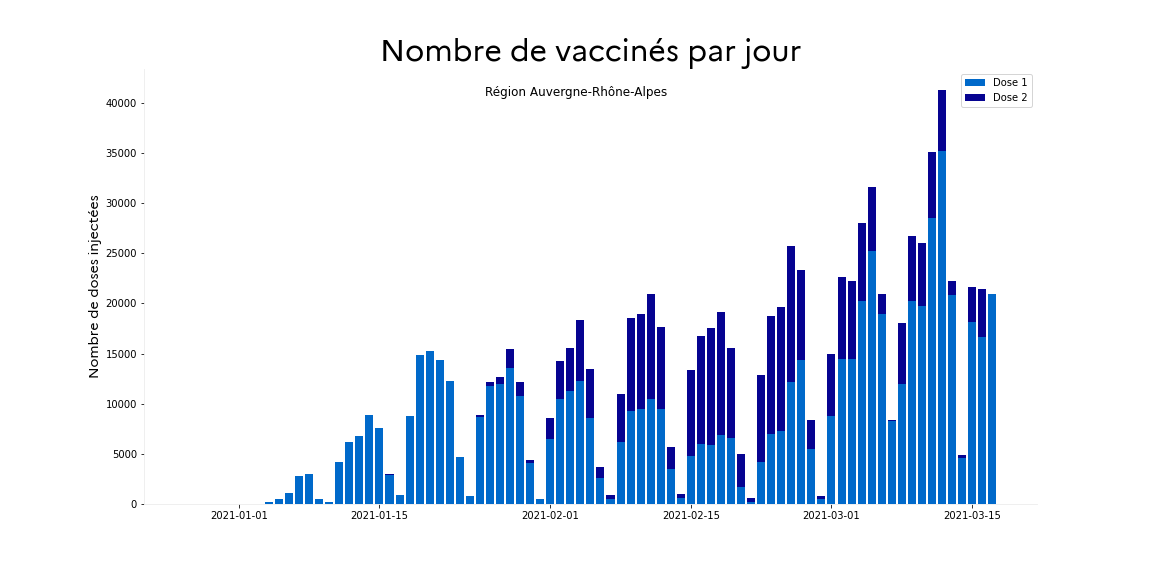 Nombre de vaccinés par jour
Région Auvergne-Rhône-Alpes
Dose 1
Dose 2
Nombre de doses injectées
40000
35000
30000
25000
20000
15000
10000
5000
0
2021-01-01 2021-01-15 2021-02-01 2021-02-15 2021-03-01 2021-03-15